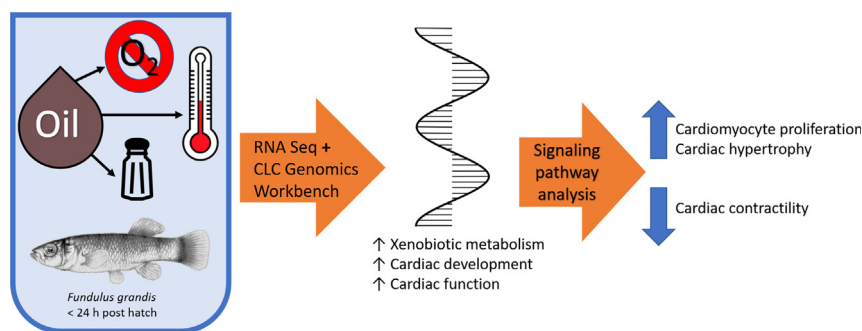 O2
Oil
Fundulus grandis
< 24 h post hatch
RNA Seq +
CLC Genomics
Workbench
↑ Xenobiotic metabolism
↑ Cardiac development
↑ Cardiac function
Signaling
pathway
analysis
Cardiomyocyte proliferation
Cardiac hypertrophy
Cardiac contractility